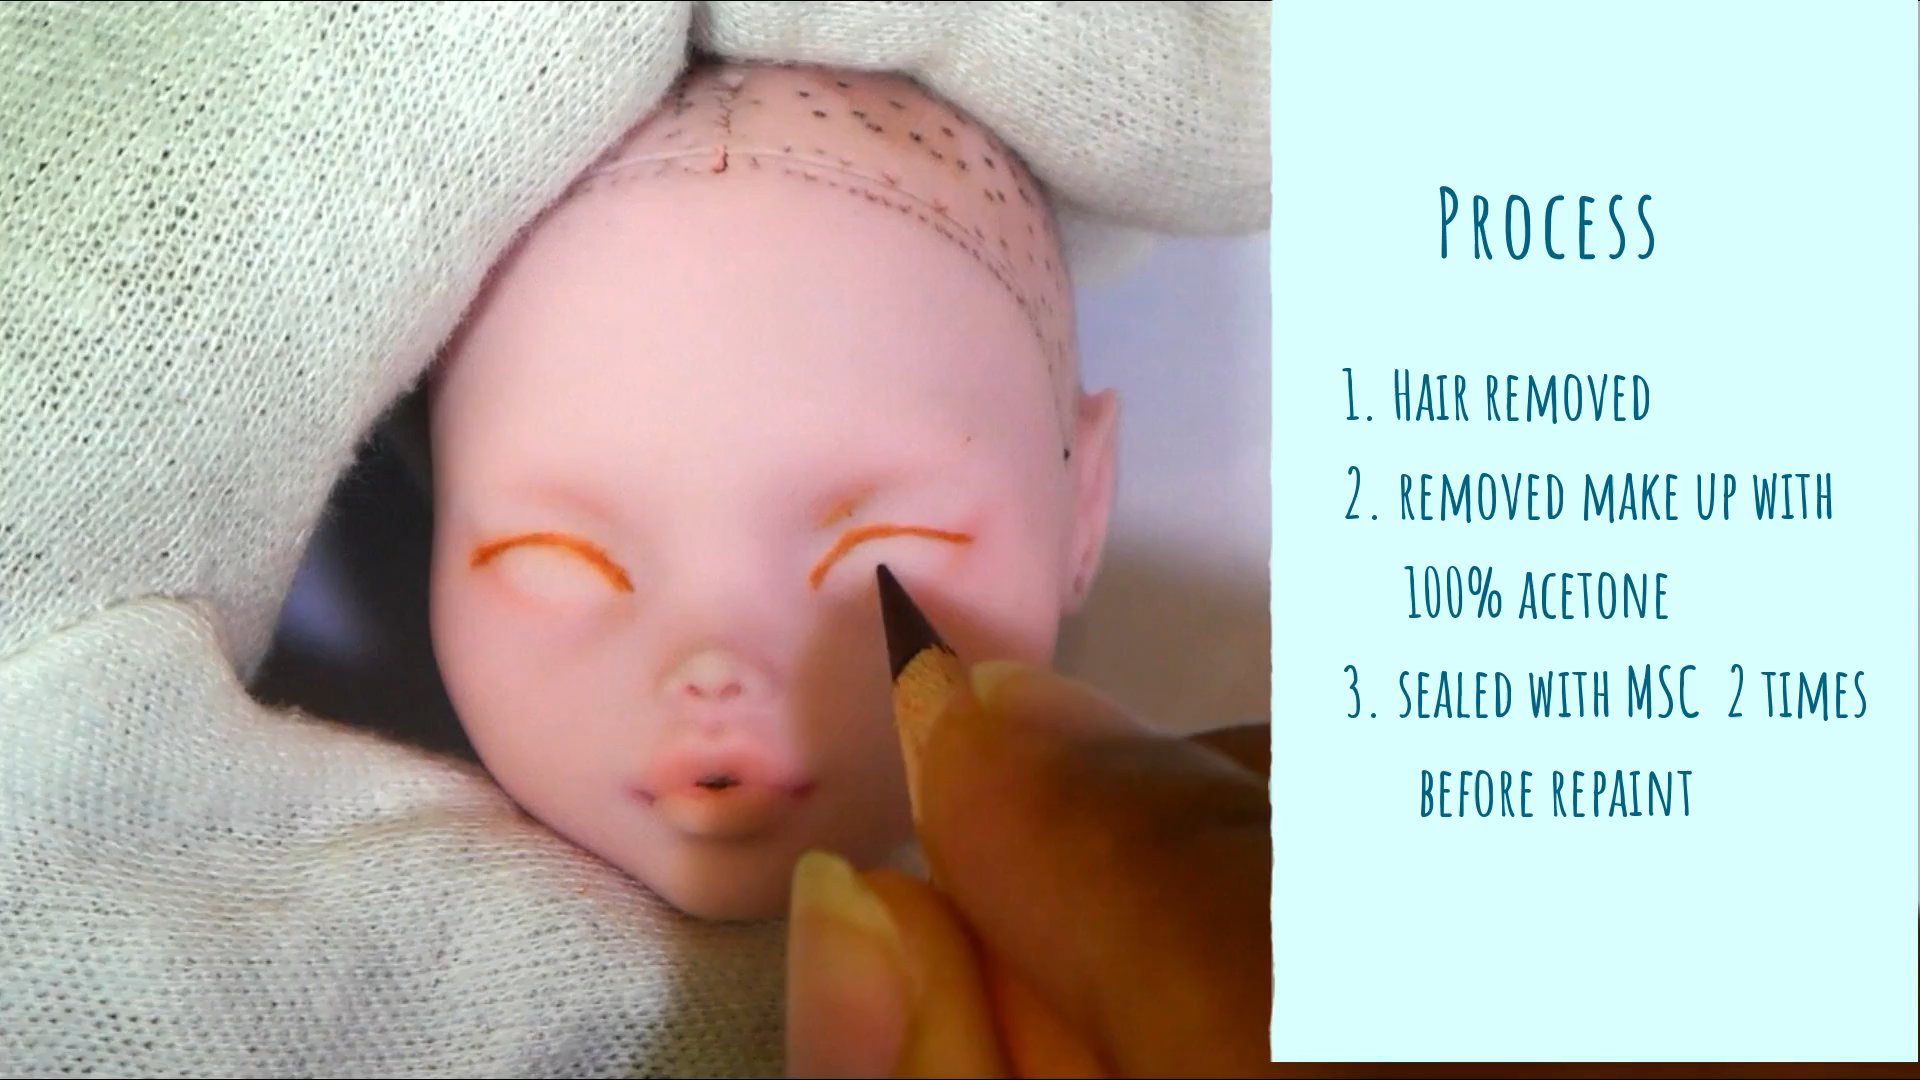 Process
1. Hair removed
2. removed make up with
100% acetone
3. sealed with MSC 2 times
before repaint